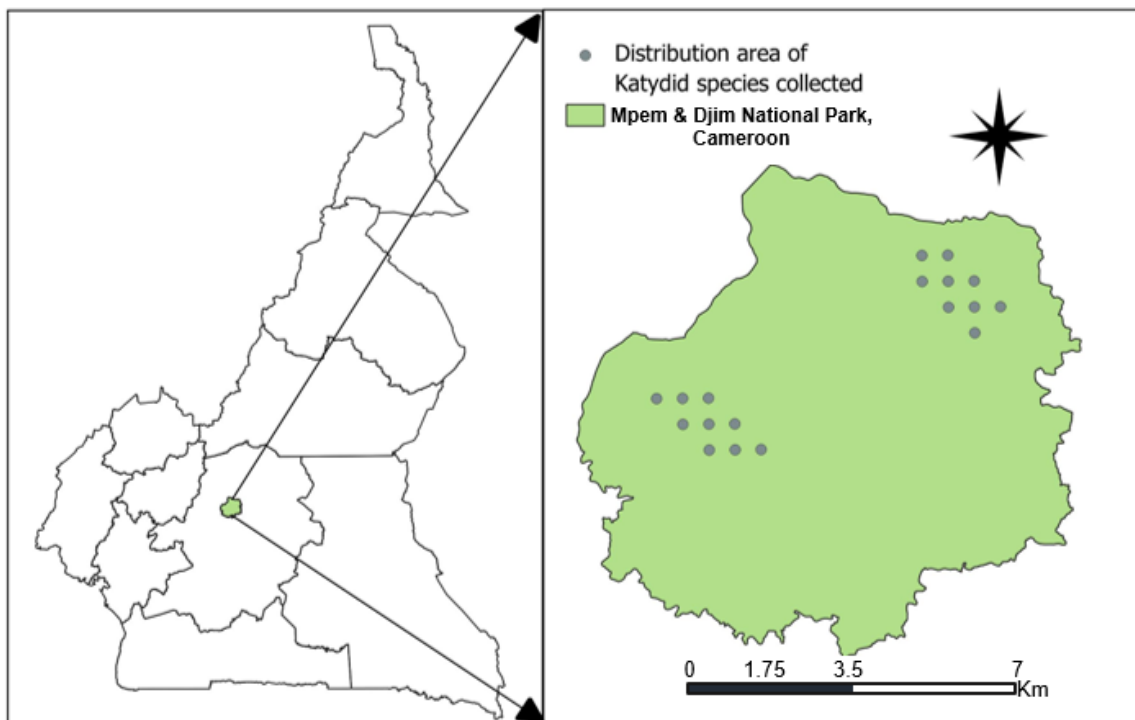 Distribution area of
Katydid species collected
Mpem & Djim National Park,
Cameroon
0 1.75 3.5 7
Km